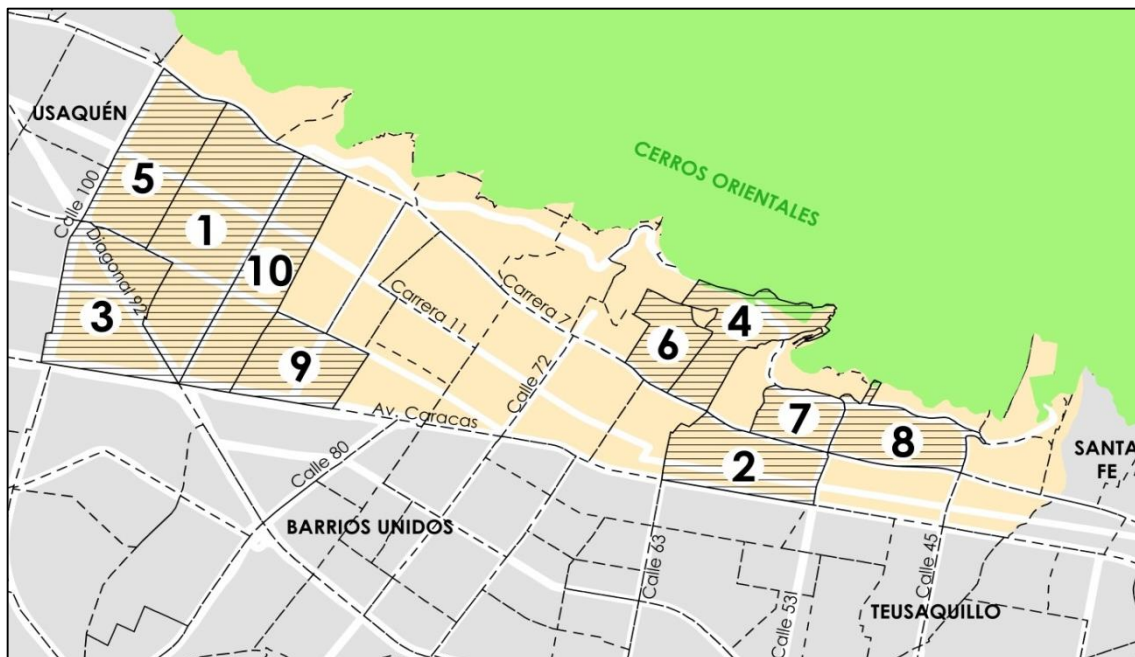 USAQUÉN
CERROS ORIENTALES
5
Calle 100
1
Diagonal 92
10
3
Carrera 11
Carrera 7
4
6
9
Calle 72
Av. Caracas
7
8
2
SANTA
FE
Calle 80
BARRIOS UNIDOS
Calle 63
Calle 53I
Calle 45
TEUSAQUILLO